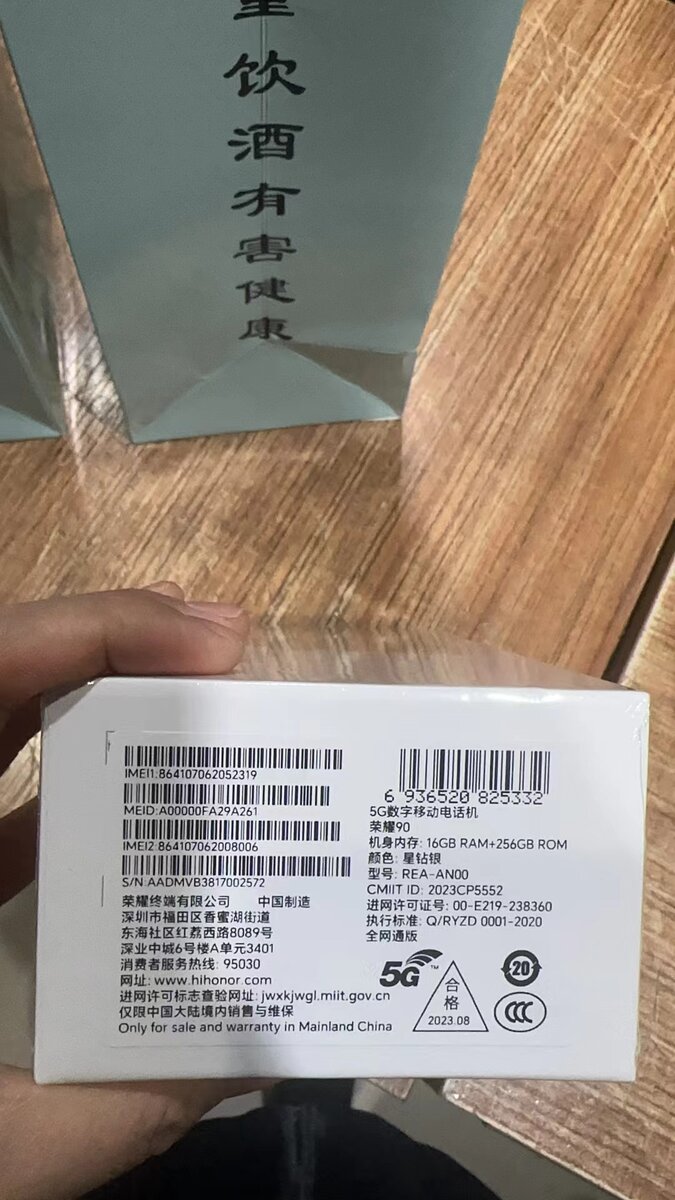 饮酒有害健康
IMEI1:864107062052319
MEID:A00000FA29A261
IMEI2:864107062008006
S/N:AADMVB3817002572
荣耀终端有限公司 中国制造
深圳市福田区香蜜湖街道
东海社区红荔西路8089号
深业中城6号楼A单元3401
消费者服务热线: 95030
网址: www.hihonor.com
进网许可标志查验网址: jwxkjwgl.miit.gov.cn
仅限中国大陆境内销售与维保
Only for sale and warranty in Mainland China
6 936520 825332
5G数字移动电话机
荣耀90
机身内存: 16GB RAM+256GB ROM
颜色: 星钻银
型号: REA-AN00
CMIIT ID: 2023CP5552
进网许可证号: 00-E219-238360
执行标准: Q/RYZD 0001-2020
全网通版
5G™
合格
2023.08
20
CCC